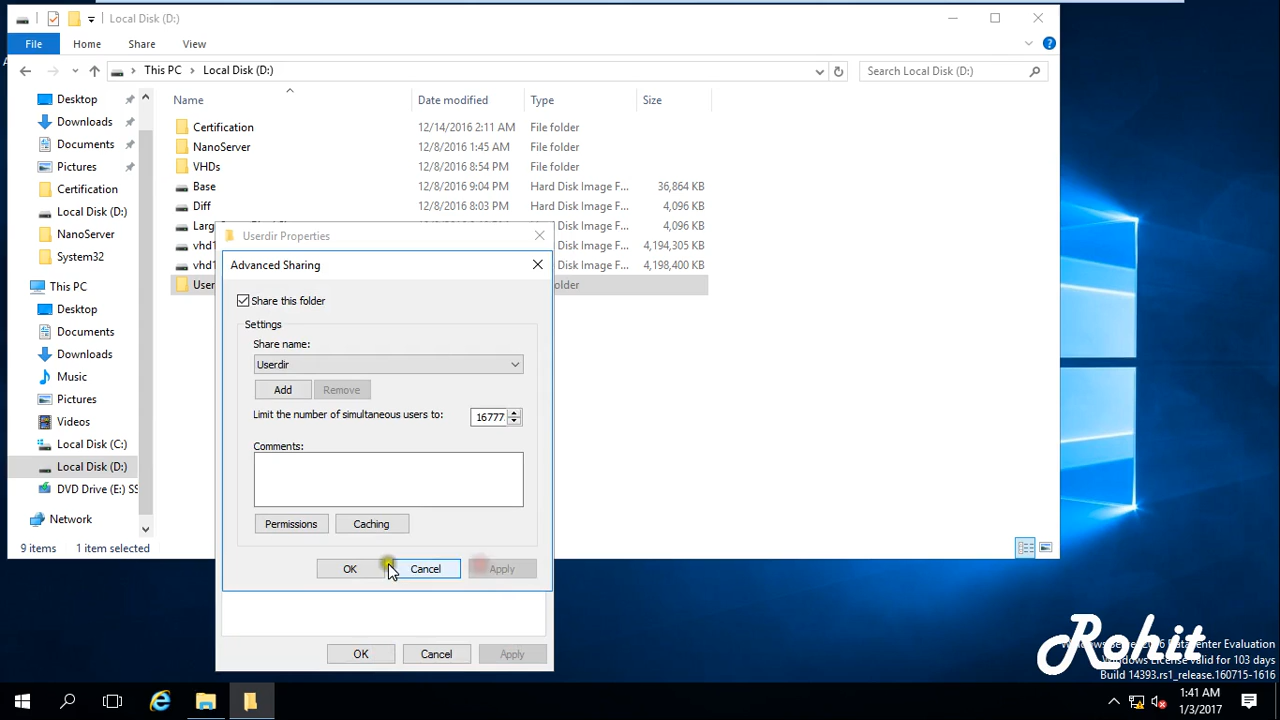 Local Disk (D:)
File Home Share View
This PC Local Disk (D:) Search Local Disk (D:)
Name Date modified Type Size
Desktop
Downloads
Documents
Pictures
Certification
Local Disk (D:)
NanoServer
System32
This PC
Desktop
Documents
Downloads
Music
Pictures
Videos
Local Disk (C:)
Local Disk (D:)
DVD Drive (E:) SS
Network
Certification 12/14/2016 2:11 AM File folder
NanoServer 12/8/2016 1:45 AM File folder
VHDs 12/8/2016 8:54 PM File folder
Base 12/8/2016 9:04 PM Hard Disk Image F... 36,864 KB
Diff 12/8/2016 8:03 PM Hard Disk Image F... 4,096 KB
Hard Disk Image F... 4,096 KB
vhd1 Hard Disk Image F... 4,194,305 KB
vhd1 Hard Disk Image F... 4,198,400 KB
User
9 items 1 item selected
Userdir Properties
Advanced Sharing
Share this folder
Settings
Share name:
Userdir
Add Remove
Limit the number of simultaneous users to: 16777
Comments:
Permissions Caching
OK Cancel Apply
OK Cancel Apply
Rohit
Evaluation
Windows License valid for 103 days
Build 14393.rs1_release.160715-1616
1:41 AM
1/3/2017